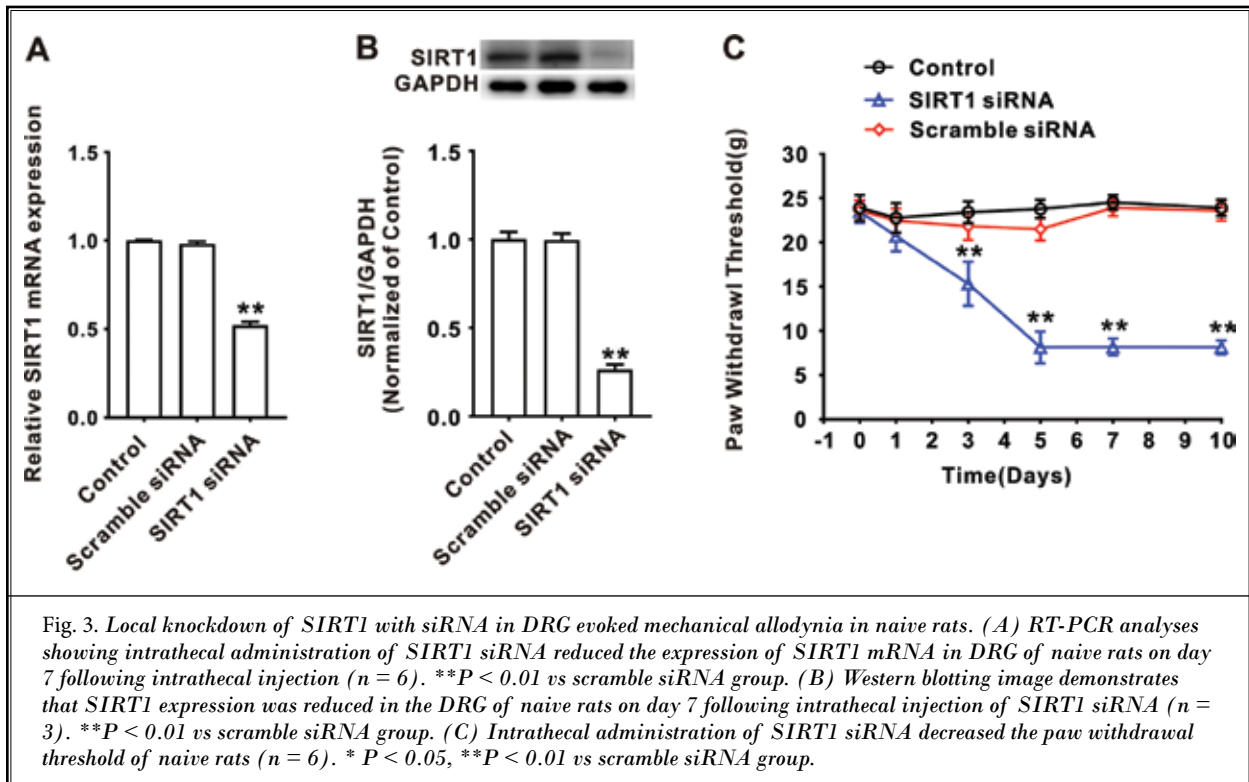 A
Relative SIRT1 mRNA expression
1.5
1.0
0.5
0.0
**
Control
Scramble siRNA
SIRT1 siRNA
B
SIRT1
GAPDH
SIRT1/GAPDH
(Normalized of Control)
1.5
1.0
0.5
0.0
**
Control
Scramble siRNA
SIRT1 siRNA
C
Control
SIRT1 siRNA
Scramble siRNA
Paw Withdrawl Threshold(g)
30
25
20
15
10
5
0
**
**
**
**
-1 0 1 2 3 4 5 6 7 8 9 10
Time(Days)
Fig. 3. Local knockdown of SIRT1 with siRNA in DRG evoked mechanical allodynia in naive rats. (A) RT-PCR analyses
showing intrathecal administration of SIRT1 siRNA reduced the expression of SIRT1 mRNA in DRG of naive rats on day
7 following intrathecal injection (n = 6). **P < 0.01 vs scramble siRNA group. (B) Western blotting image demonstrates
that SIRT1 expression was reduced in the DRG of naive rats on day 7 following intrathecal injection of SIRT1 siRNA (n =
3). **P < 0.01 vs scramble siRNA group. (C) Intrathecal administration of SIRT1 siRNA decreased the paw withdrawal
threshold of naive rats (n = 6). * P < 0.05, **P < 0.01 vs scramble siRNA group.